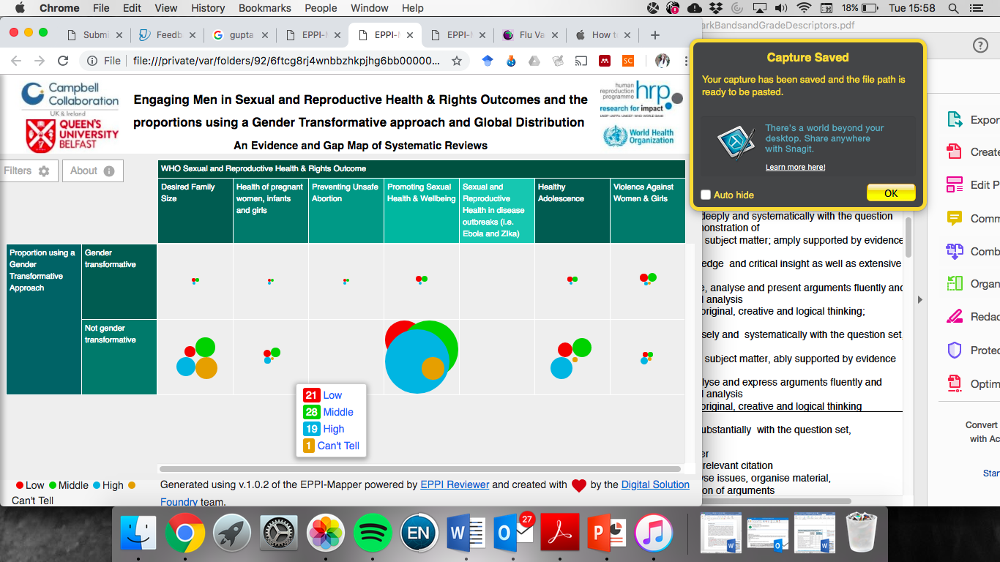 Chrome File Edit View History Bookmarks People Window Help
18% Tue 15:58
Submi
Feedb
gupta
EPPI-M
EPPI-M
EPPI-M
Flu Va
How to
arkBandsandGradeDescriptors.pdf
File file:///private/var/folders/92/6ftcg8rj4wnbbzhkpjhg6bb00000...
SC
Campbell
Collaboration
UK & Ireland
QUEEN'S
UNIVERSITY
BELFAST
Engaging Men in Sexual and Reproductive Health & Rights Outcomes and the
proportions using a Gender Transformative approach and Global Distribution
An Evidence and Gap Map of Systematic Reviews
human
reproduction
programme
hrp
research for impact
UNDP·UNFPA·UNICEF·WHO·WORLD BANK
World Health
Organization
Filters
About
WHO Sexual and Reproductive Health & Rights Outcome
Desired Family
Size
Health of pregnant
women, infants
and girls
Preventing Unsafe
Abortion
Promoting Sexual
Health & Wellbeing
Sexual and
Reproductive
Health in disease
outbreaks (i.e.
Ebola and Zika)
Healthy
Adolescence
Violence Against
Women & Girls
Proportion using a
Gender
Transformative
Approach
Gender
transformative
Not gender
transformative
21 Low
28 Middle
19 High
1 Can't Tell
Low Middle High
Can't Tell
Generated using v.1.0.2 of the EPPI-Mapper powered by EPPI Reviewer and created with by the Digital Solution
Foundry team.
Capture Saved
Your capture has been saved and the file path is
ready to be pasted.
There's a world beyond your
desktop. Share anywhere
with Snagit.
Learn more here!
Auto hide
OK
deeply and systematically with the question
nonstration of
subject matter; amply supported by evidence
edge and critical insight as well as extensive
e, analyse and present arguments fluently and
l analysis
original, creative and logical thinking;
sely and systematically with the question set,
subject matter, ably supported by evidence
lyse and express arguments fluently and
l analysis
original, creative and logical thinking
ubstantially with the question set,
er
relevant citation
yse issues, organise material,
on of arguments
Expor
Create
Edit P
Comm
Comb
Organ
Redac
Protec
Optim
Convert
with Ac
Star
EN
27